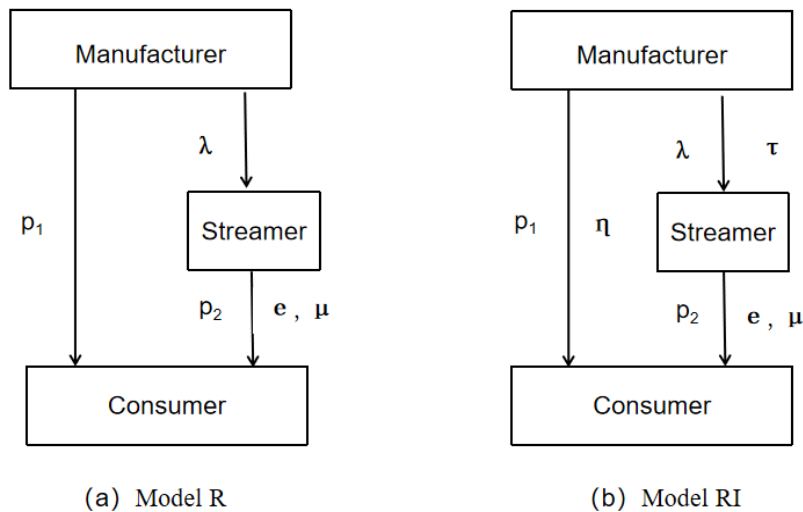 Manufacturer
λ
p₁
Streamer
p₂ e , μ
Consumer
(a) Model R
Manufacturer
λ τ
p₁ η
Streamer
p₂ e , μ
Consumer
(b) Model RI